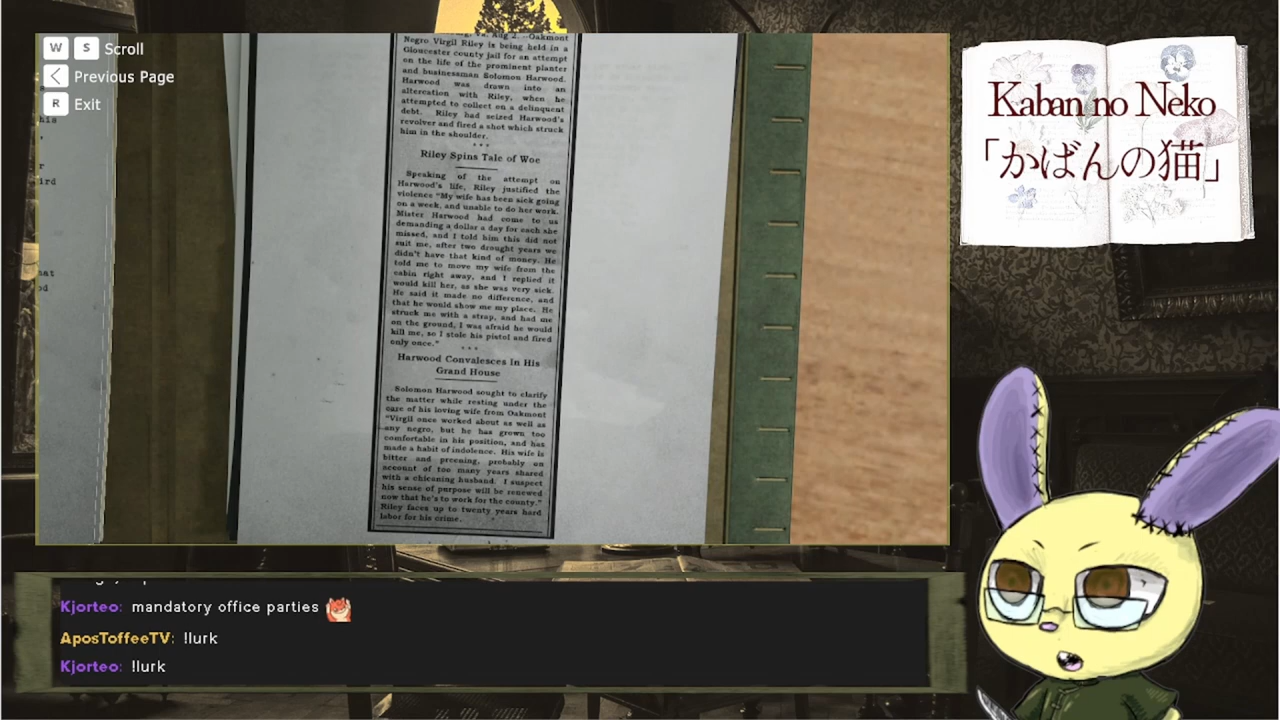 W S Scroll
Previous Page
R Exit
his
r
ird
hat
Aug 2. -Oakmont
Negro Virgil Riley is being held in a
Gloucester county jail for an attempt
on the life of the prominent planter
and businessman Solomon Harwood.
Harwood was drawn into an
altercation with Riley, when he
attempted to collect on a delinquent
debt. Riley had seized Harwood's
revolver and fired a shot which struck
him in the shoulder.
* * *
Riley Spins Tale of Woe
Speaking of the attempt on
Harwood's life, Riley justified the
violence "My wife has been sick going
on a week, and unable to do her work.
Mister Harwood had come to us
demanding a dollar a day for each she
missed, and I told him this did not
suit me, after two drought years we
didn't have that kind of money. He
told me to move my wife from the
cabin right away, and I replied it
would kill her, as she was very sick.
He said it made no difference, and
that he would show me my place. He
struck me with a strap, and had me
on the ground, I was afraid he would
kill me, so I stole his pistol and fired
only once."
* * *
Harwood Convalesces In His
Grand House
Solomon Harwood sought to clarify
the matter while resting under the
care of his loving wife from Oakmont
"Virgil once worked about as well as
any negro, but he has grown too
comfortable in his position, and has
made a habit of indolence. His wife is
bitter and preening, probably on
account of too many years shared
with a chicaning husband. I suspect
his sense of purpose will be renewed
now that he's to work for the county."
Riley faces up to twenty years hard
labor for his crime.
Kaban no Neko
「かばんの猫」
Kjorteo: mandatory office parties
AposToffeeTV: !lurk
Kjorteo: !lurk